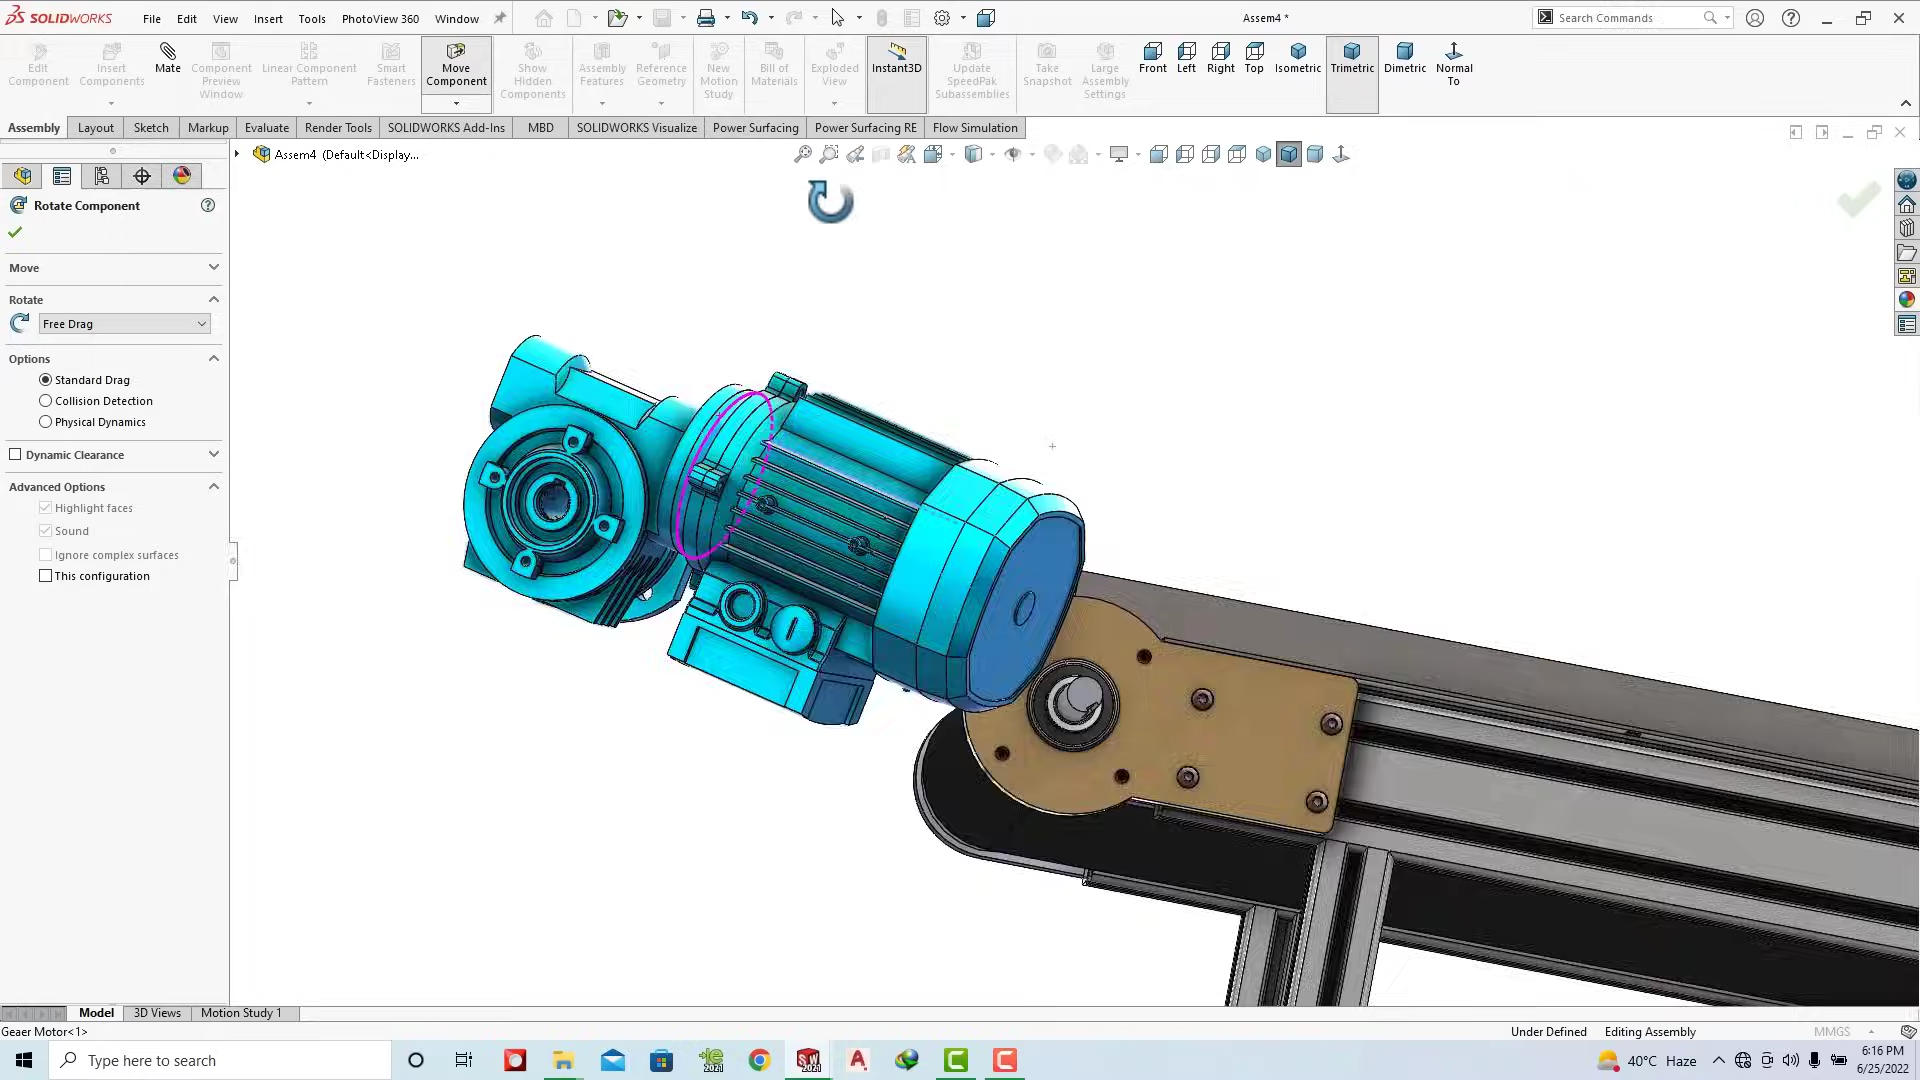 SOLIDWORKS File Edit View Insert Tools PhotoView 360 Window Assem4 * Search Commands
Edit Component
Insert Components
Mate
Component Preview Window
Linear Component Pattern
Smart Fasteners
Move Component
Show Hidden Components
Assembly Features
Reference Geometry
New Motion Study
Bill of Materials
Exploded View
Instant3D
Update SpeedPak Subassemblies
Take Snapshot
Large Assembly Settings
Front Left Right Top Isometric Trimetric Dimetric Normal To
Assembly Layout Sketch Markup Evaluate Render Tools SOLIDWORKS Add-Ins MBD SOLIDWORKS Visualize Power Surfacing Power Surfacing RE Flow Simulation
Assem4 (Default<Display...
Rotate Component
Move
Rotate
Free Drag
Options
Standard Drag
Collision Detection
Physical Dynamics
Dynamic Clearance
Advanced Options
Highlight faces
Sound
Ignore complex surfaces
This configuration
Model 3D Views Motion Study 1
Geaer Motor<1> Under Defined Editing Assembly MMGS
Type here to search 40°C Haze 6:16 PM
6/25/2022